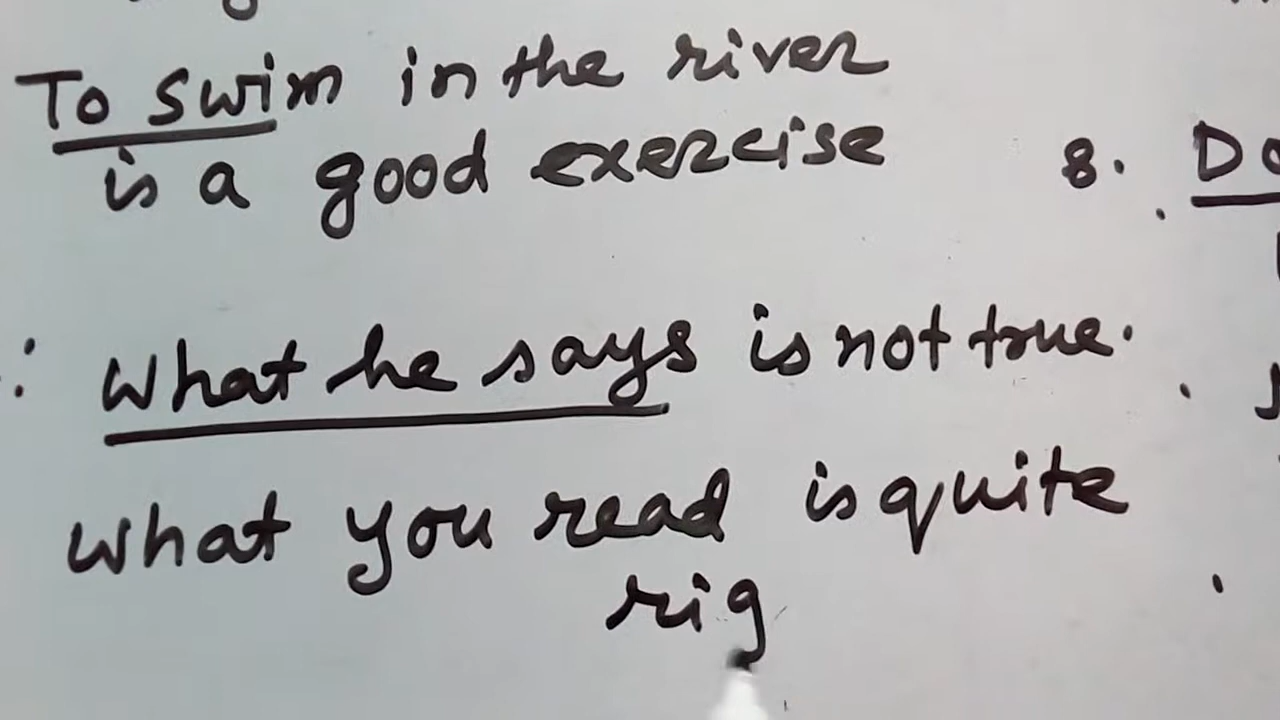 To swim in the river
is a good exercise
8.
What he says is not true.
What you read is quite
rig